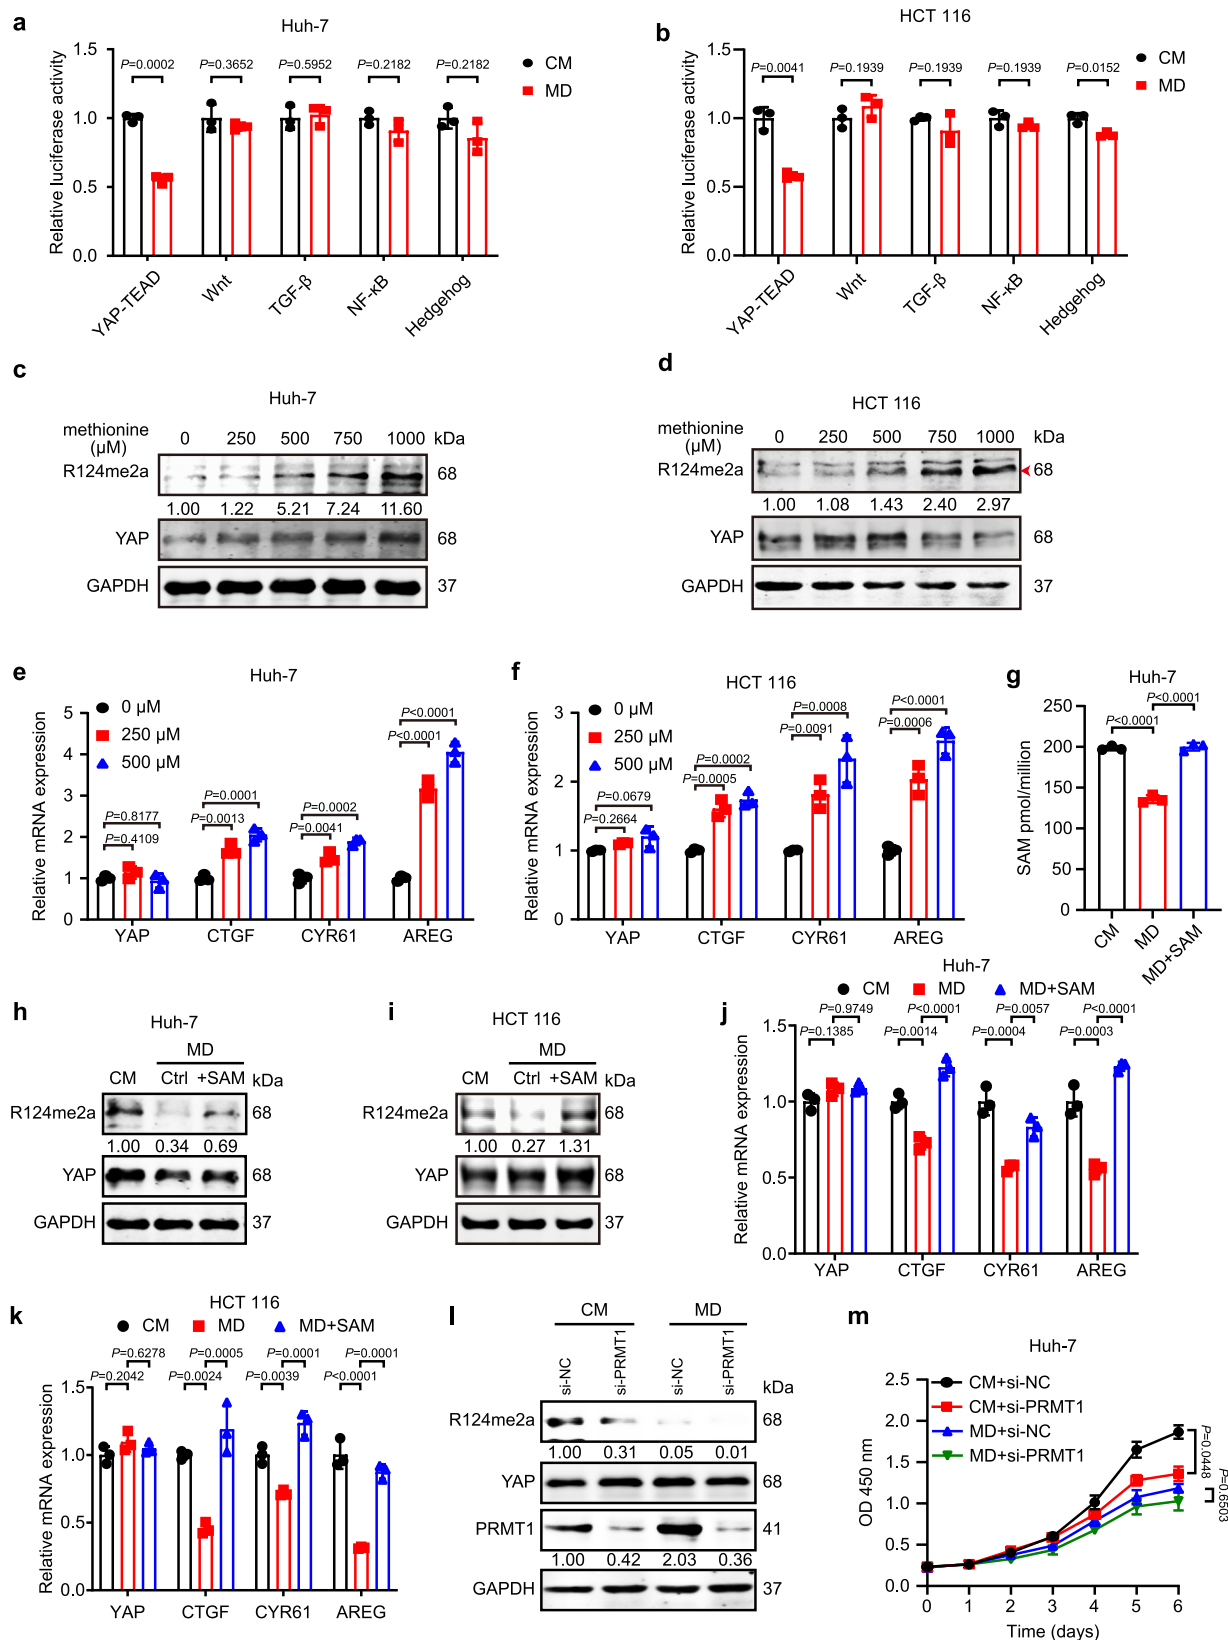 a
Huh-7
Relative luciferase activity
1.5
1.0
0.5
0.0
P=0.0002
P=0.3652
P=0.5952
P=0.2182
P=0.2182
CM
MD
YAP-TEAD
Wnt
TGF-β
NF-κB
Hedgehog
b
HCT 116
Relative luciferase activity
1.5
1.0
0.5
0.0
P=0.0041
P=0.1939
P=0.1939
P=0.1939
P=0.0152
CM
MD
YAP-TEAD
Wnt
TGF-β
NF-κB
Hedgehog
c
Huh-7
methionine
(μM)
0 250 500 750 1000 kDa
R124me2a 68
1.00 1.22 5.21 7.24 11.60
YAP 68
GAPDH 37
d
HCT 116
methionine
(μM)
0 250 500 750 1000 kDa
R124me2a 68
1.00 1.08 1.43 2.40 2.97
YAP 68
GAPDH 37
e
Huh-7
Relative mRNA expression
5
4
3
2
1
0
0 μM
250 μM
500 μM
P=0.8177
P=0.4109
P=0.0001
P=0.0013
P=0.0002
P=0.0041
P<0.0001
P<0.0001
YAP CTGF CYR61 AREG
f
HCT 116
Relative mRNA expression
3
2
1
0
0 μM
250 μM
500 μM
P=0.0679
P=0.2664
P=0.0002
P=0.0005
P=0.0008
P=0.0091
P<0.0001
P=0.0006
YAP CTGF CYR61 AREG
g
Huh-7
SAM pmol/million
250
200
150
100
50
0
P<0.0001
P<0.0001
CM
MD
MD+SAM
h
Huh-7
MD
CM Ctrl +SAM kDa
R124me2a 68
1.00 0.34 0.69
YAP 68
GAPDH 37
i
HCT 116
MD
CM Ctrl +SAM kDa
R124me2a 68
1.00 0.27 1.31
YAP 68
GAPDH 37
j
Huh-7
CM MD MD+SAM
Relative mRNA expression
1.5
1.0
0.5
0.0
P=0.9749
P=0.1385
P<0.0001
P=0.0014
P=0.0057
P=0.0004
P<0.0001
P=0.0003
YAP CTGF CYR61 AREG
k
HCT 116
CM MD MD+SAM
Relative mRNA expression
1.5
1.0
0.5
0.0
P=0.6278
P=0.2042
P=0.0005
P=0.0024
P=0.0001
P=0.0039
P=0.0001
P<0.0001
YAP CTGF CYR61 AREG
l
CM MD
si-NC
si-PRMT1
si-NC
si-PRMT1
kDa
R124me2a 68
1.00 0.31 0.05 0.01
YAP 68
PRMT1 41
1.00 0.42 2.03 0.36
GAPDH 37
m
Huh-7
OD 450 nm
2.5
2.0
1.5
1.0
0.5
0.0
CM+si-NC
CM+si-PRMT1
MD+si-NC
MD+si-PRMT1
P=0.0448
P=0.6503
0 1 2 3 4 5 6
Time (days)